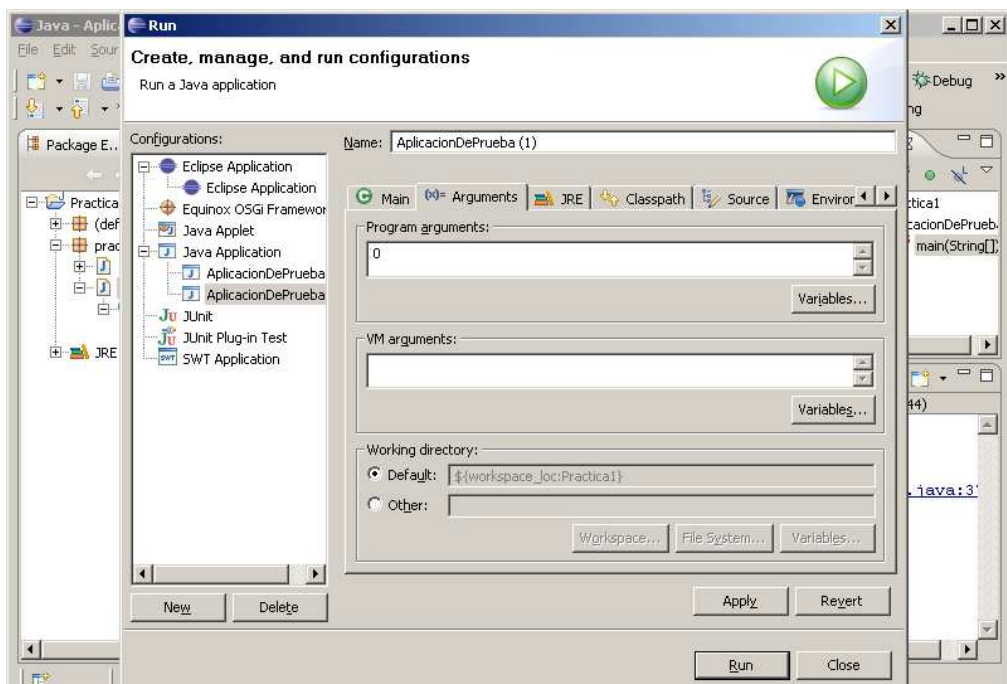 Java - Aplic
Run
File Edit Sour
Create, manage, and run configurations
Run a Java application
Debug
»
ng
Package E...
Configurations:
Name: AplicacionDePrueba (1)
Eclipse Application
Eclipse Application
Equinox OSGi Framewor
Java Applet
Java Application
AplicacionDePrueba
AplicacionDePrueba
JUnit
JUnit Plug-in Test
SWT Application
Main (x)= Arguments JRE Classpath Source Environ
Program arguments:
0
Variables...
VM arguments:
Variables...
Working directory:
Default: ${workspace_loc:Practica1}
Other:
Workspace... File System... Variables...
New Delete
Apply Revert
Run Close
Practica
(def
prac
JRE
ctica1
cacionDePrueb
main(String[])
44)
.java:3